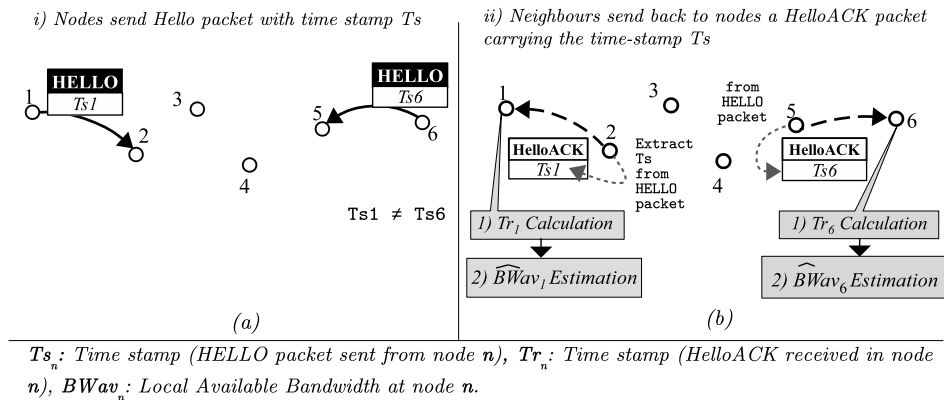 i) Nodes send Hello packet with time stamp Ts
HELLO
Ts1
1
2
3
4
HELLO
Ts6
5
6
Ts1 ≠ Ts6
(a)
ii) Neighbours send back to nodes a HelloACK packet
carrying the time-stamp Ts
1
2
3
4
HelloACK
Ts1
Extract
Ts
from
HELLO
packet
from
HELLO
packet
5
6
HelloACK
Ts6
1) Tr₁ Calculation
2) B͡Wav₁ Estimation
1) Tr₆ Calculation
2) B͡Wav₆ Estimation
(b)
Tsₙ: Time stamp (HELLO packet sent from node n), Trₙ: Time stamp (HelloACK received in node
n), BWavₙ: Local Available Bandwidth at node n.